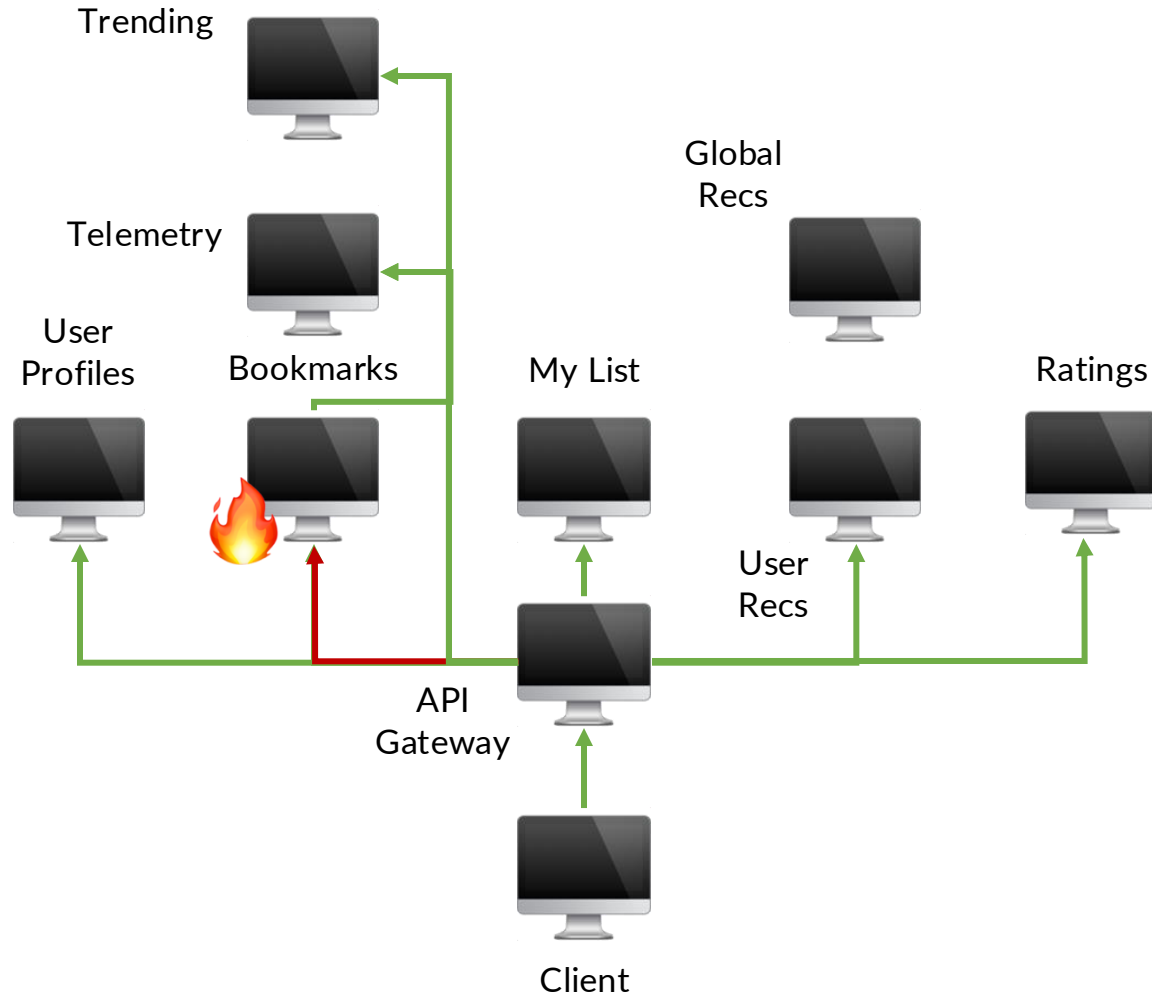 Trending
Global
Recs
Telemetry
User
Profiles
Bookmarks
My List
Ratings
User
Recs
API
Gateway
Client